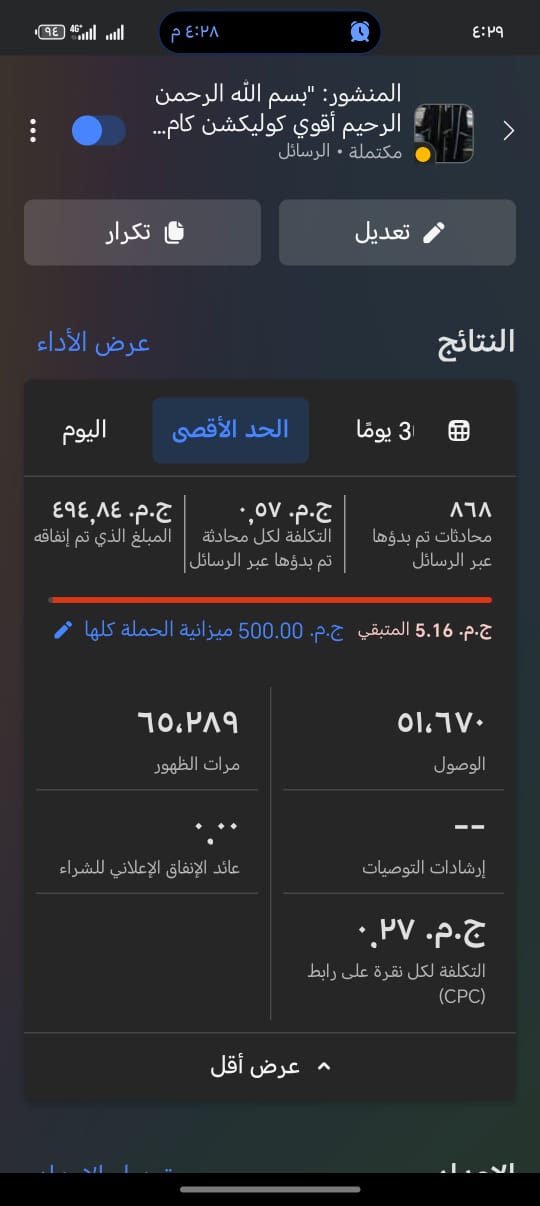 ٤:٢٩
٤:٢٨ م
4G+
٩٤
المنشور: "بسم الله الرحمن
الرحيم أقوي كوليكشن كام...
مكتملة • الرسائل
تعديل
تكرار
النتائج
عرض الأداء
30 يومًا
الحد الأقصى
اليوم
٨٦٨
محادثات تم بدؤها
عبر الرسائل
ج.م. ٠٫٥٧
التكلفة لكل محادثة
تم بدؤها عبر الرسائل
ج.م. ٤٩٤,٨٤
المبلغ الذي تم إنفاقه
ج.م. 5.16 المتبقي
ج.م. 500.00 ميزانية الحملة كلها
٥١،٦٧٠
الوصول
٦٥،٢٨٩
مرات الظهور
--
إرشادات التوصيات
٠٫٠٠
عائد الإنفاق الإعلاني للشراء
ج.م. ٠٫٢٧
التكلفة لكل نقرة على رابط
(CPC)
عرض أقل